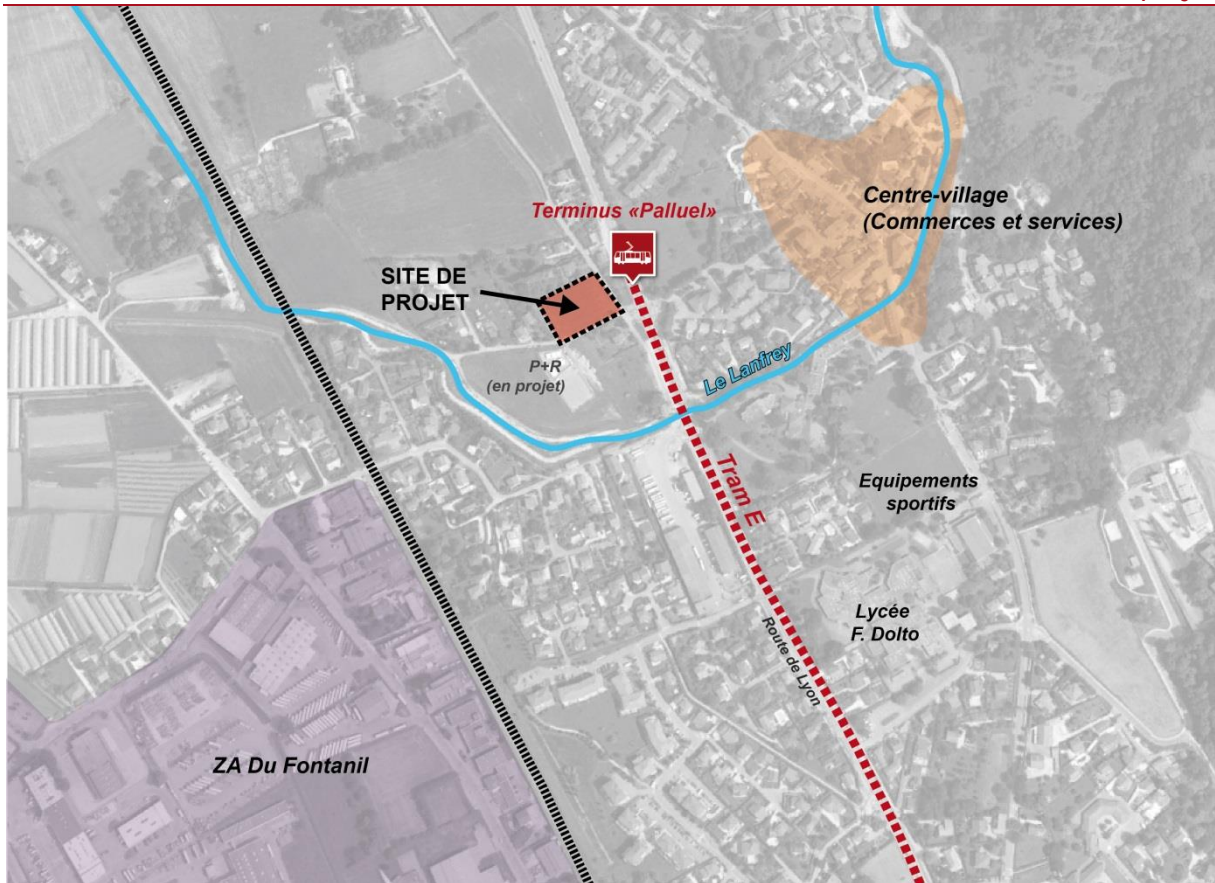 Terminus «Palluel»
Centre-village
(Commerces et services)
SITE DE
PROJET
P+R
(en projet)
Le Lanfrey
Tram E
Equipements
sportifs
Lycée
F. Dolto
Route de Lyon
ZA Du Fontanil